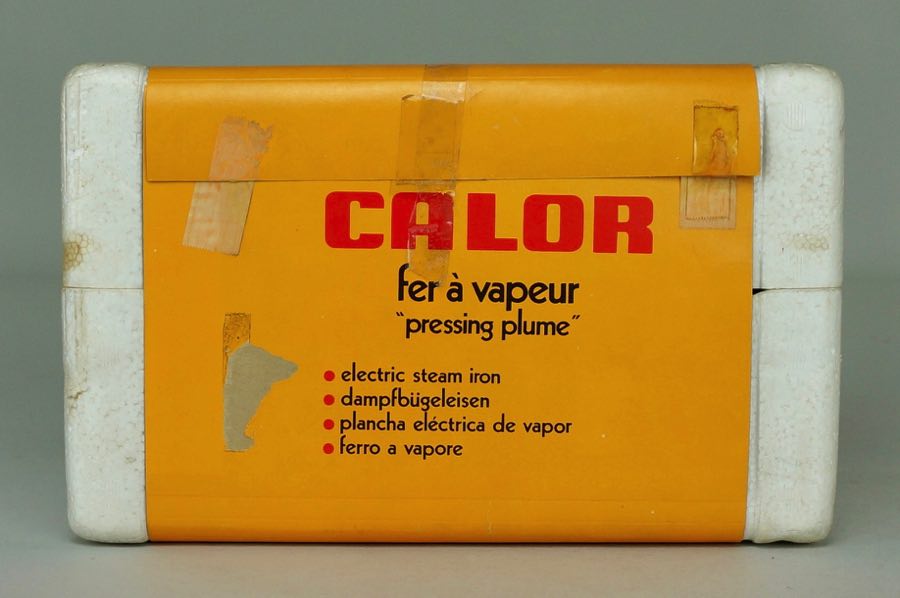 CALOR
fer à vapeur
"pressing plume"
• electric steam iron
• dampfbügeleisen
• plancha eléctrica de vapor
• ferro a vapore